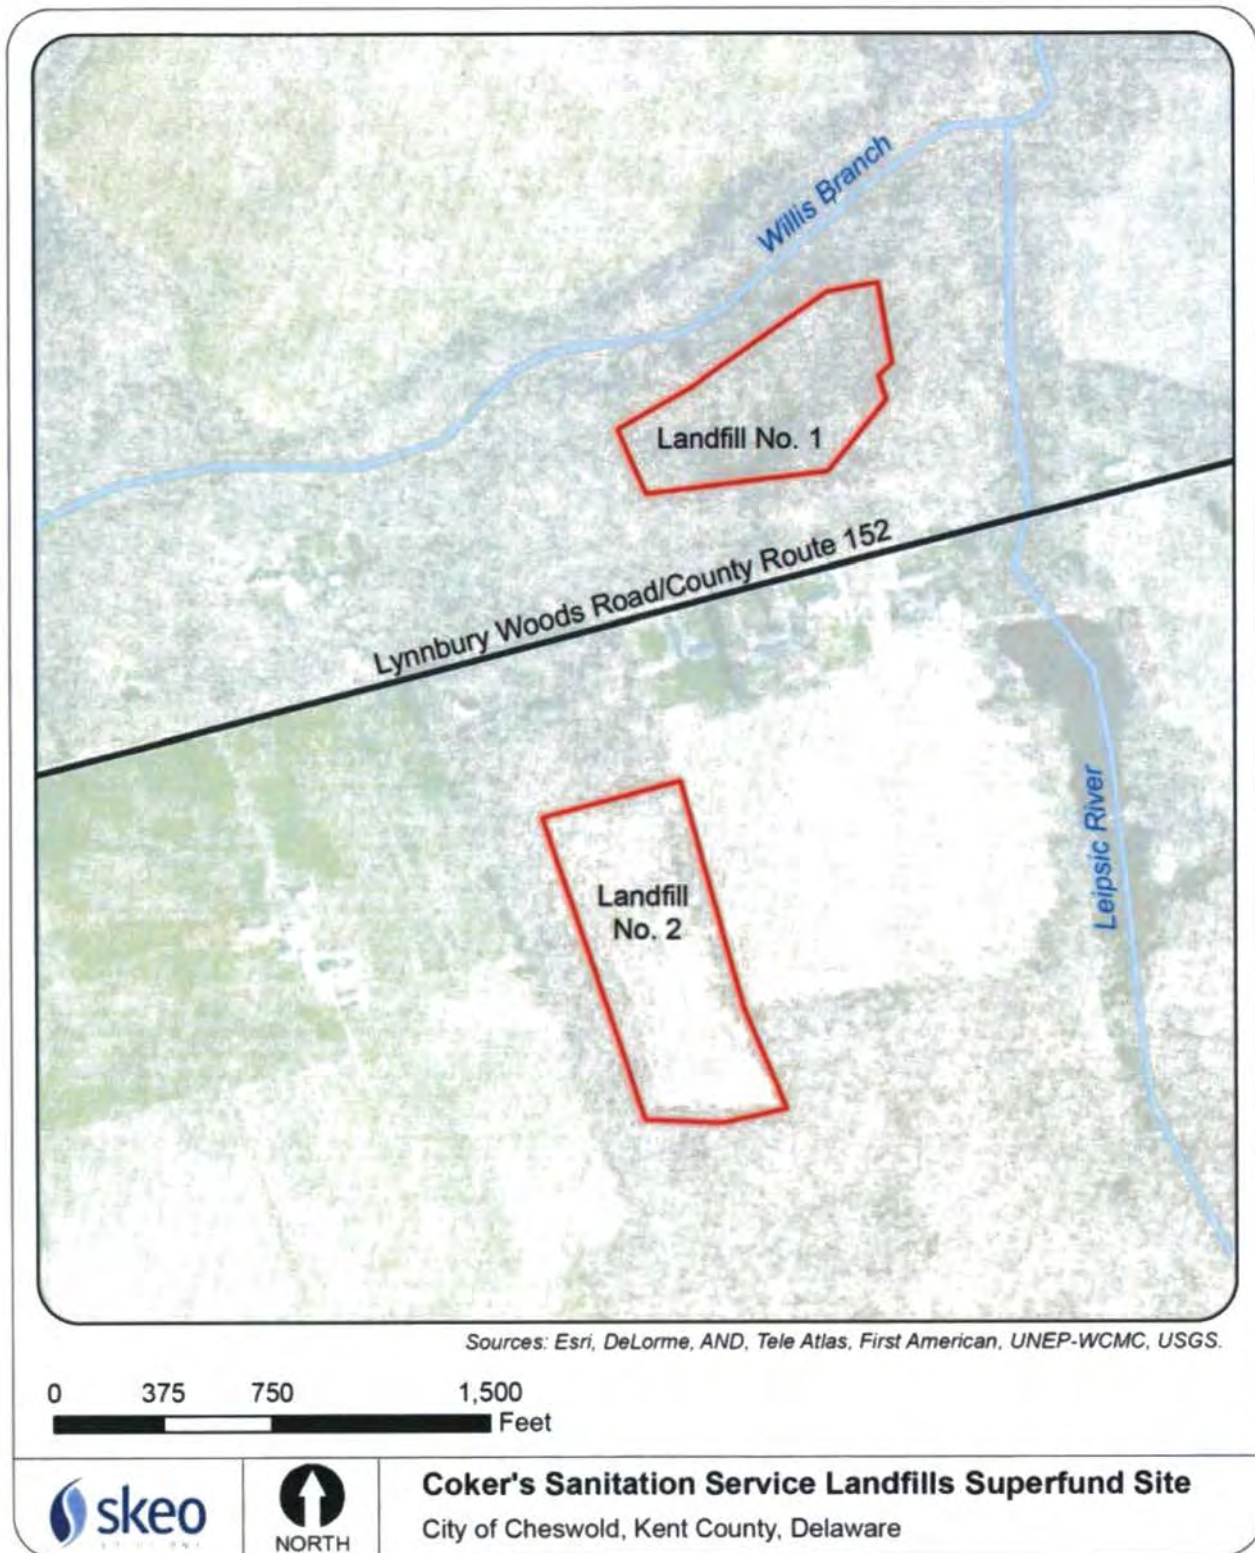 Willis Branch
Landfill No. 1
Lynnbury Woods Road/County Route 152
Landfill
No. 2
Leipsic River
Sources: Esri, DeLorme, AND, Tele Atlas, First American, UNEP-WCMC, USGS.
0 375 750 1,500
Feet
skeo
NORTH
Coker's Sanitation Service Landfills Superfund Site
City of Cheswold, Kent County, Delaware